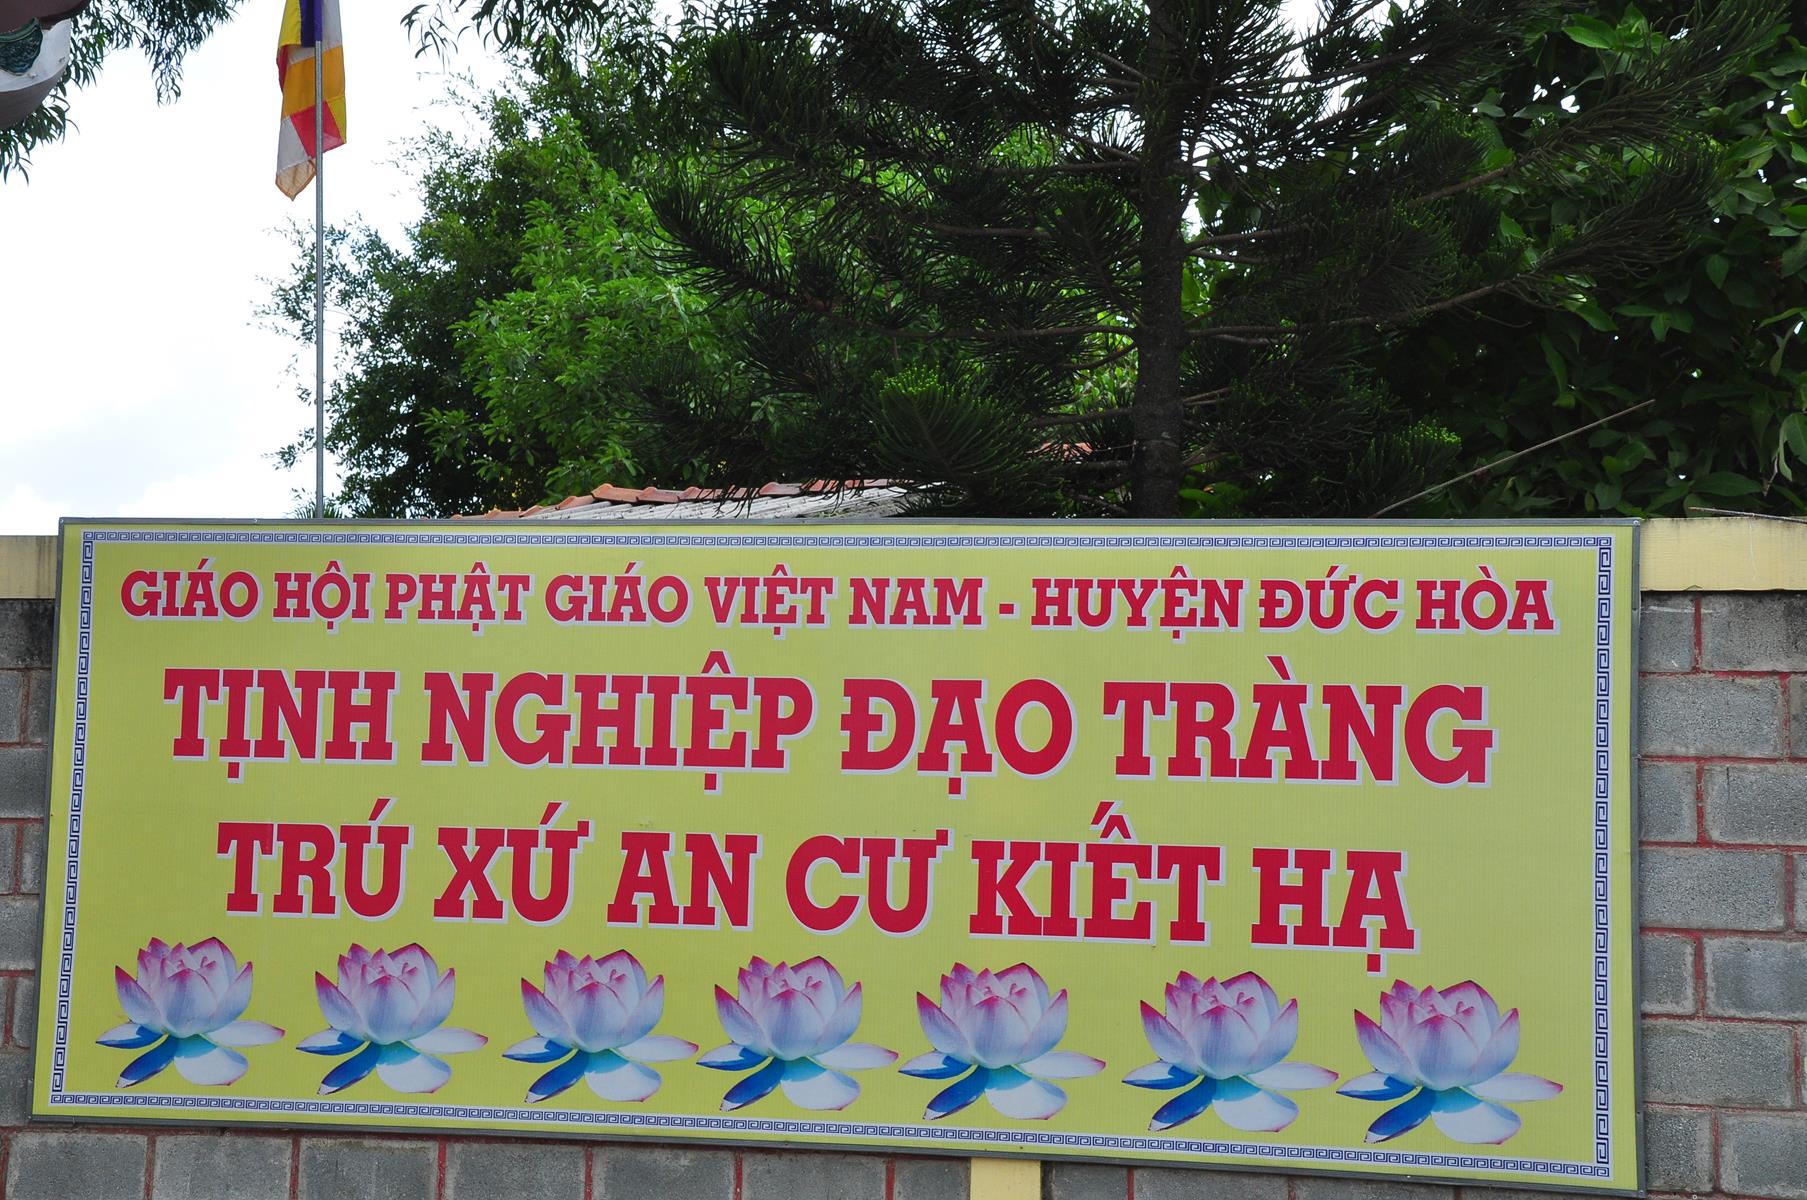 GIÁO HỘI PHẬT GIÁO VIỆT NAM - HUYỆN ĐỨC HÒA
TỊNH NGHIỆP ĐẠO TRÀNG
TRÚ XỨ AN CƯ KIẾT HẠ